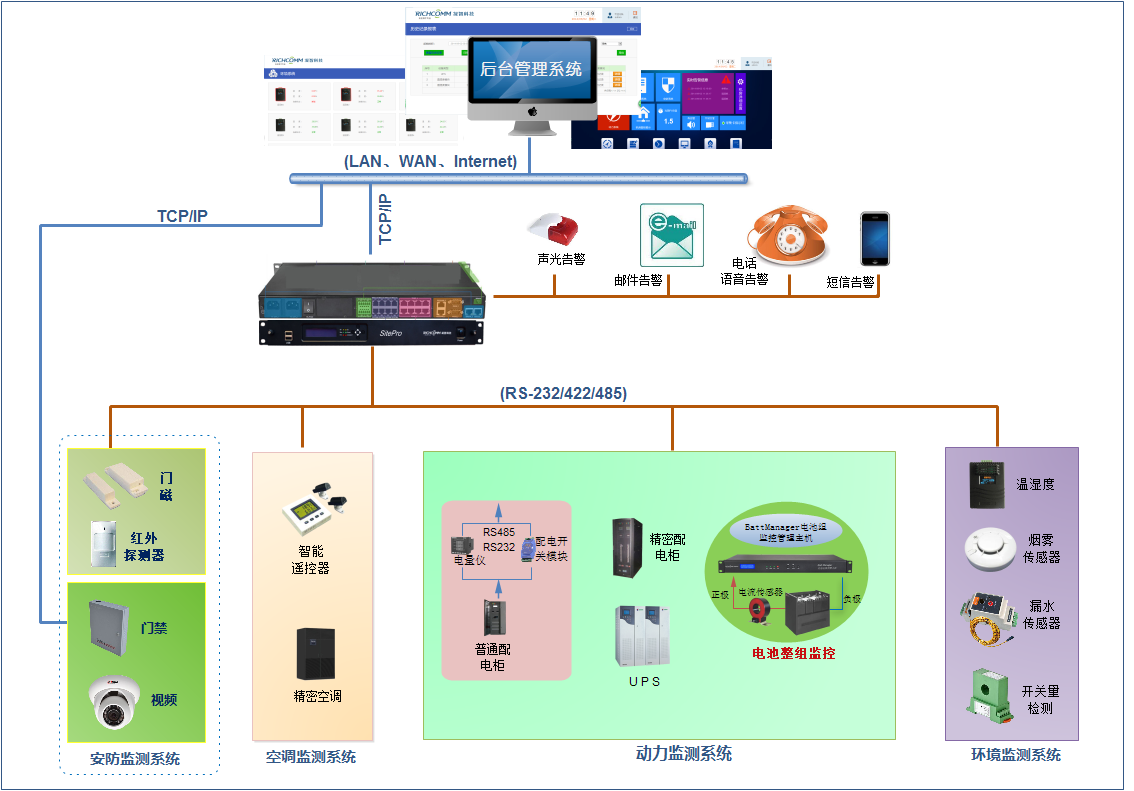 RICHCOMM
11:49
RICHCOMM
后台管理系统
11:45
1.5
(LAN、WAN、Internet)
TCP/IP
TCP/IP
声光告警
邮件告警
e-mail
电话
语音告警
短信告警
SitePro
RICHCOMM
(RS-232/422/485)
门
磁
红外
探测器
门禁
视频
安防监测系统
智能
遥控器
精密空调
空调监测系统
RS485
RS232
电量仪
配电开
关模块
普通配
电柜
精密配
电柜
UPS
BattManager电池组
监控管理主机
正极
电流传感器
负极
电池整组监控
动力监测系统
温湿度
烟雾
传感器
漏水
传感器
开关量
检测
环境监测系统